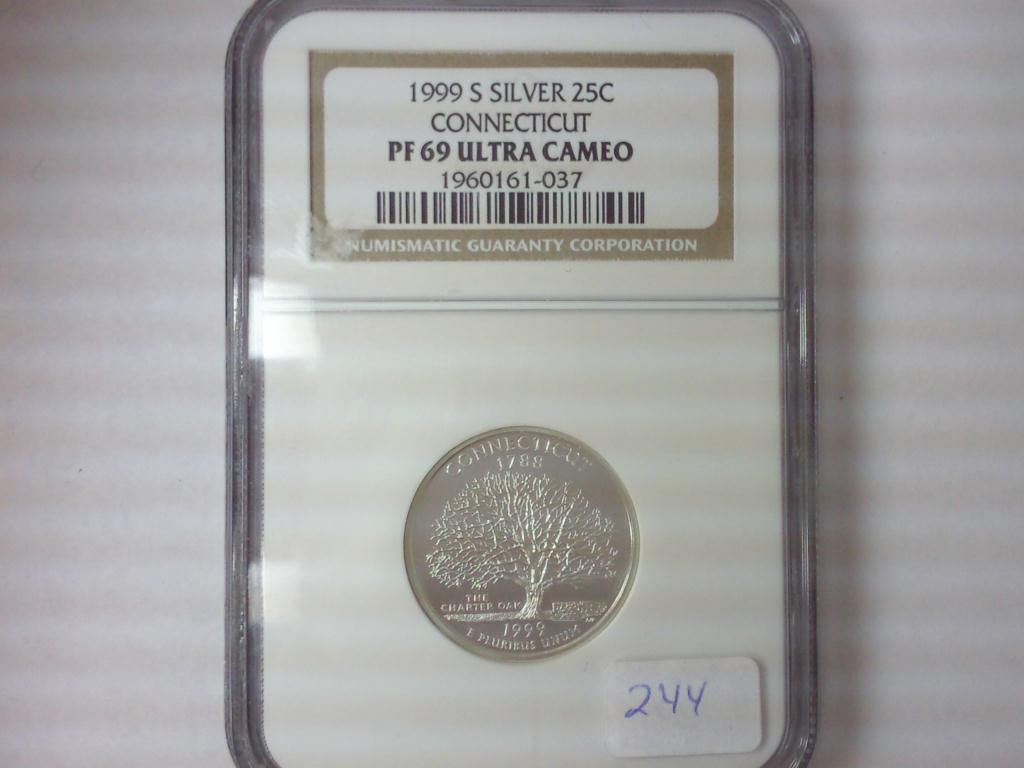 1999 S SILVER 25C
CONNECTICUT
PF 69 ULTRA CAMEO
1960161-037
NUMISMATIC GUARANTY CORPORATION
CONNECTICUT
1788
THE
CHARTER OAK
1999
E PLURIBUS UNUM
244